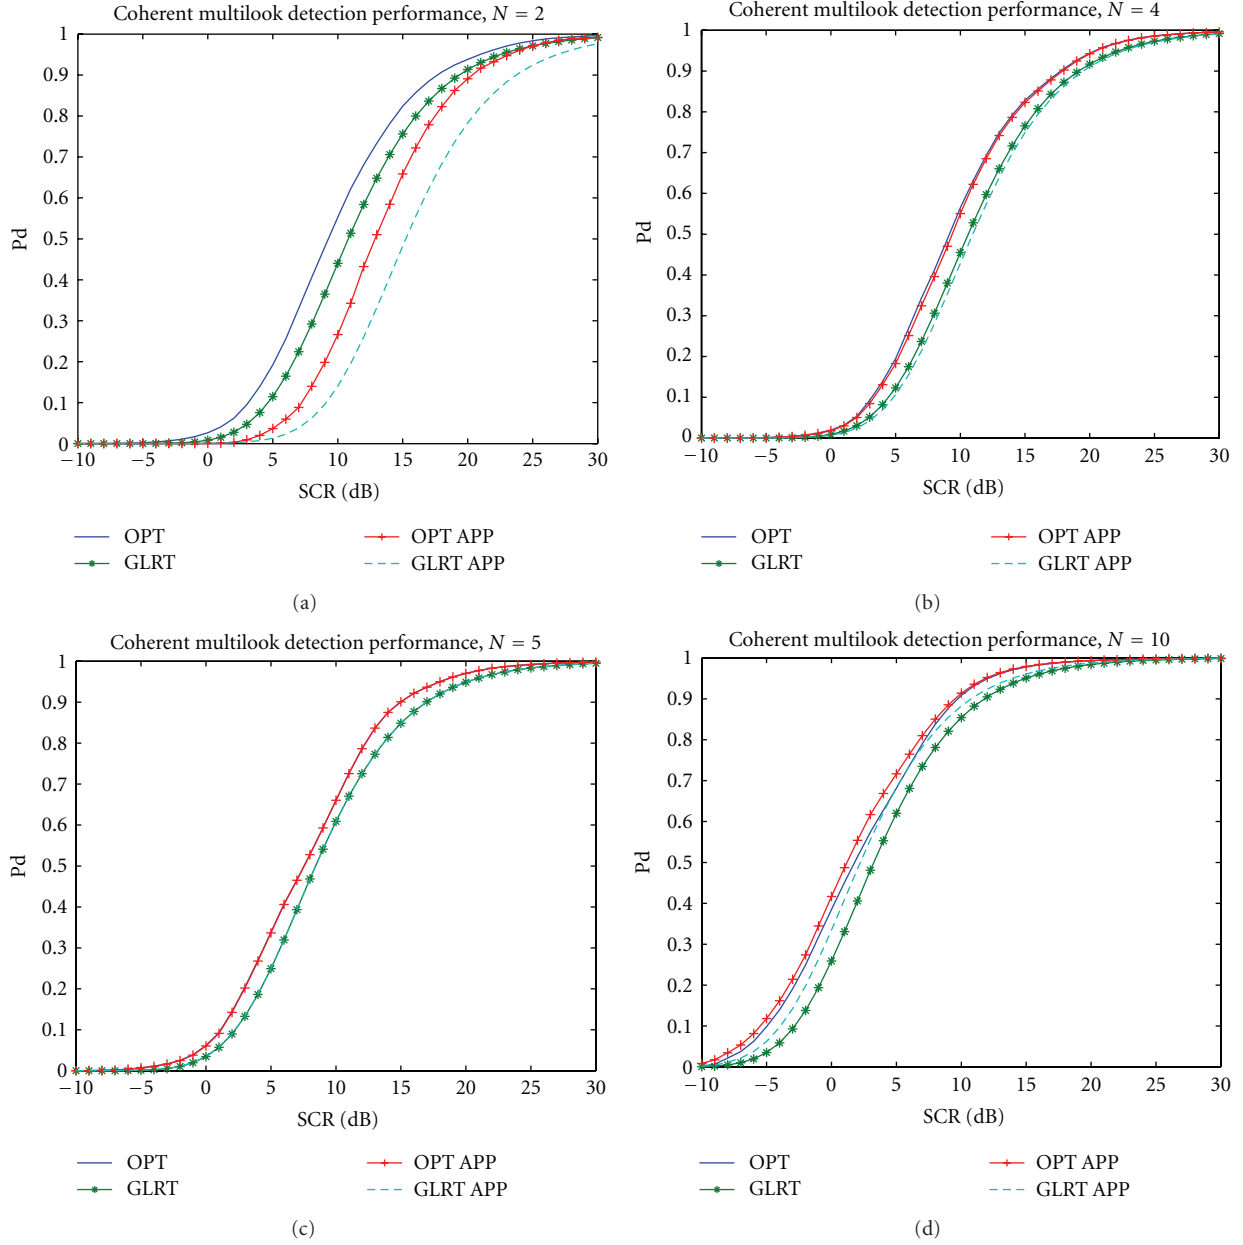 Coherent multilook detection performance, N = 2
1
0.9
0.8
0.7
0.6
0.5
0.4
0.3
0.2
0.1
0
Pd
−10 −5 0 5 10 15 20 25 30
SCR (dB)
OPT
GLRT
OPT APP
GLRT APP
(a)
Coherent multilook detection performance, N = 4
1
0.9
0.8
0.7
0.6
0.5
0.4
0.3
0.2
0.1
0
Pd
−10 −5 0 5 10 15 20 25 30
SCR (dB)
OPT
GLRT
OPT APP
GLRT APP
(b)
Coherent multilook detection performance, N = 5
1
0.9
0.8
0.7
0.6
0.5
0.4
0.3
0.2
0.1
0
Pd
−10 −5 0 5 10 15 20 25 30
SCR (dB)
OPT
GLRT
OPT APP
GLRT APP
(c)
Coherent multilook detection performance, N = 10
1
0.9
0.8
0.7
0.6
0.5
0.4
0.3
0.2
0.1
0
Pd
−10 −5 0 5 10 15 20 25 30
SCR (dB)
OPT
GLRT
OPT APP
GLRT APP
(d)